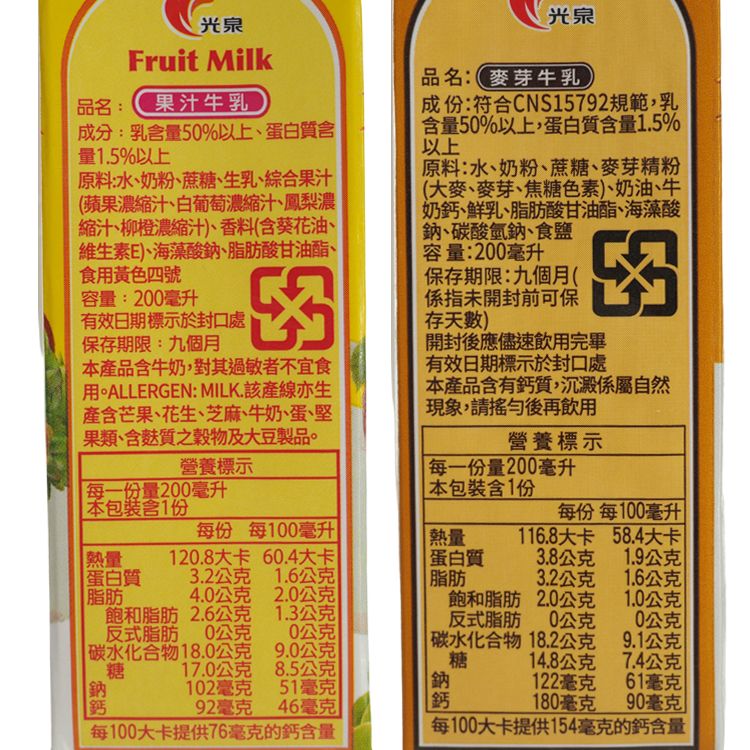 光泉
Fruit Milk
品名：果汁牛乳
成分：乳含量50%以上、蛋白質含
量1.5%以上
原料:水、奶粉、蔗糖、生乳、綜合果汁
(蘋果濃縮汁、白葡萄濃縮汁、鳳梨濃
縮汁、柳橙濃縮汁)、香料(含葵花油、
維生素E)、海藻酸鈉、脂肪酸甘油酯、
食用黃色四號
容量：200毫升
有效日期標示於封口處
保存期限：九個月
本產品含牛奶,對其過敏者不宜食
用。ALLERGEN: MILK.該產線亦生
產含芒果、花生、芝麻、牛奶、蛋、堅
果類、含麩質之穀物及大豆製品。
營養標示
每一份量200毫升
本包裝含1份
每份 每100毫升
熱量 120.8大卡 60.4大卡
蛋白質 3.2公克 1.6公克
脂肪 4.0公克 2.0公克
飽和脂肪 2.6公克 1.3公克
反式脂肪 0公克 0公克
碳水化合物 18.0公克 9.0公克
糖 17.0公克 8.5公克
鈉 102毫克 51毫克
鈣 92毫克 46毫克
每100大卡提供76毫克的鈣含量
光泉
品名：麥芽牛乳
成份:符合CNS15792規範,乳
含量50%以上,蛋白質含量1.5%
以上
原料:水、奶粉、蔗糖、麥芽精粉
(大麥、麥芽、焦糖色素)、奶油、牛
奶鈣、鮮乳、脂肪酸甘油酯、海藻酸
鈉、碳酸氫鈉、食鹽
容量:200毫升
保存期限:九個月(
係指未開封前可保
存天數)
開封後應儘速飲用完畢
有效日期標示於封口處
本產品含有鈣質,沉澱係屬自然
現象,請搖勻後再飲用
營養標示
每一份量200毫升
本包裝含1份
每份 每100毫升
熱量 116.8大卡 58.4大卡
蛋白質 3.8公克 1.9公克
脂肪 3.2公克 1.6公克
飽和脂肪 2.0公克 1.0公克
反式脂肪 0公克 0公克
碳水化合物 18.2公克 9.1公克
糖 14.8公克 7.4公克
鈉 122毫克 61毫克
鈣 180毫克 90毫克
每100大卡提供154毫克的鈣含量